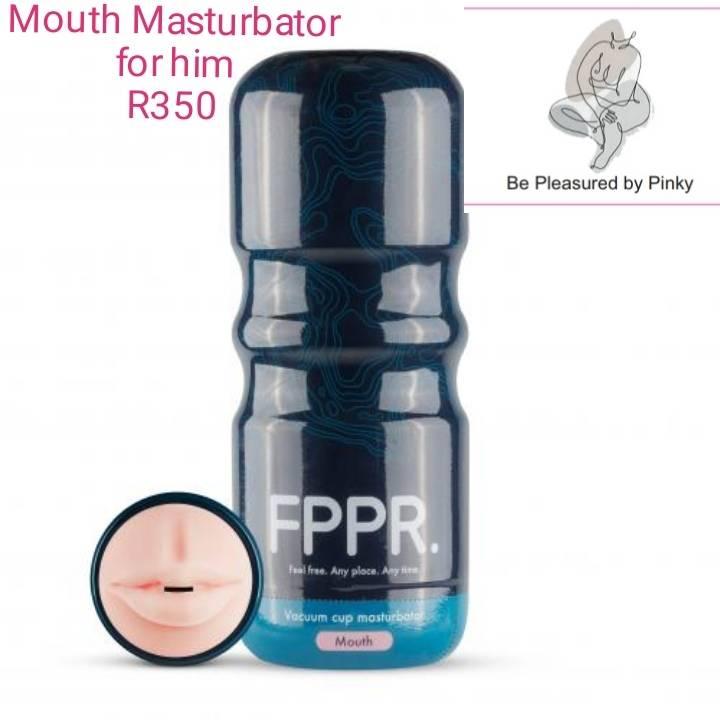 Mouth Masturbator
for him
R350
Be Pleasured by Pinky
FPPR.
Feel free. Any place. Any time.
Vacuum cup masturbator
Mouth